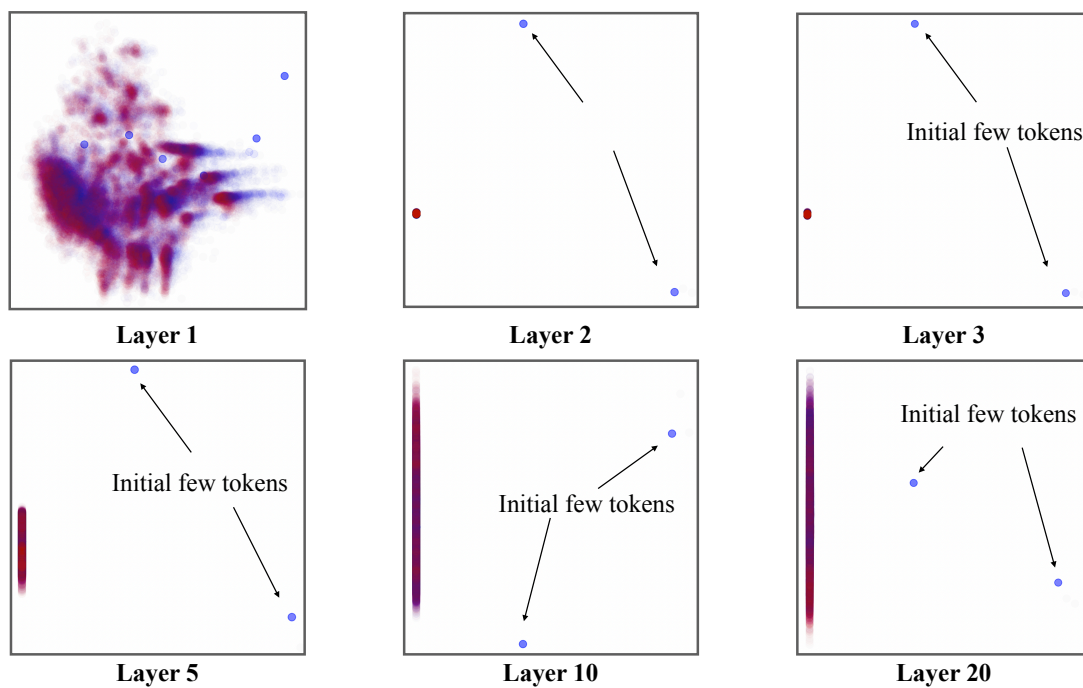 Initial few tokens
Layer 1
Layer 2
Layer 3
Initial few tokens
Initial few tokens
Initial few tokens
Layer 5
Layer 10
Layer 20